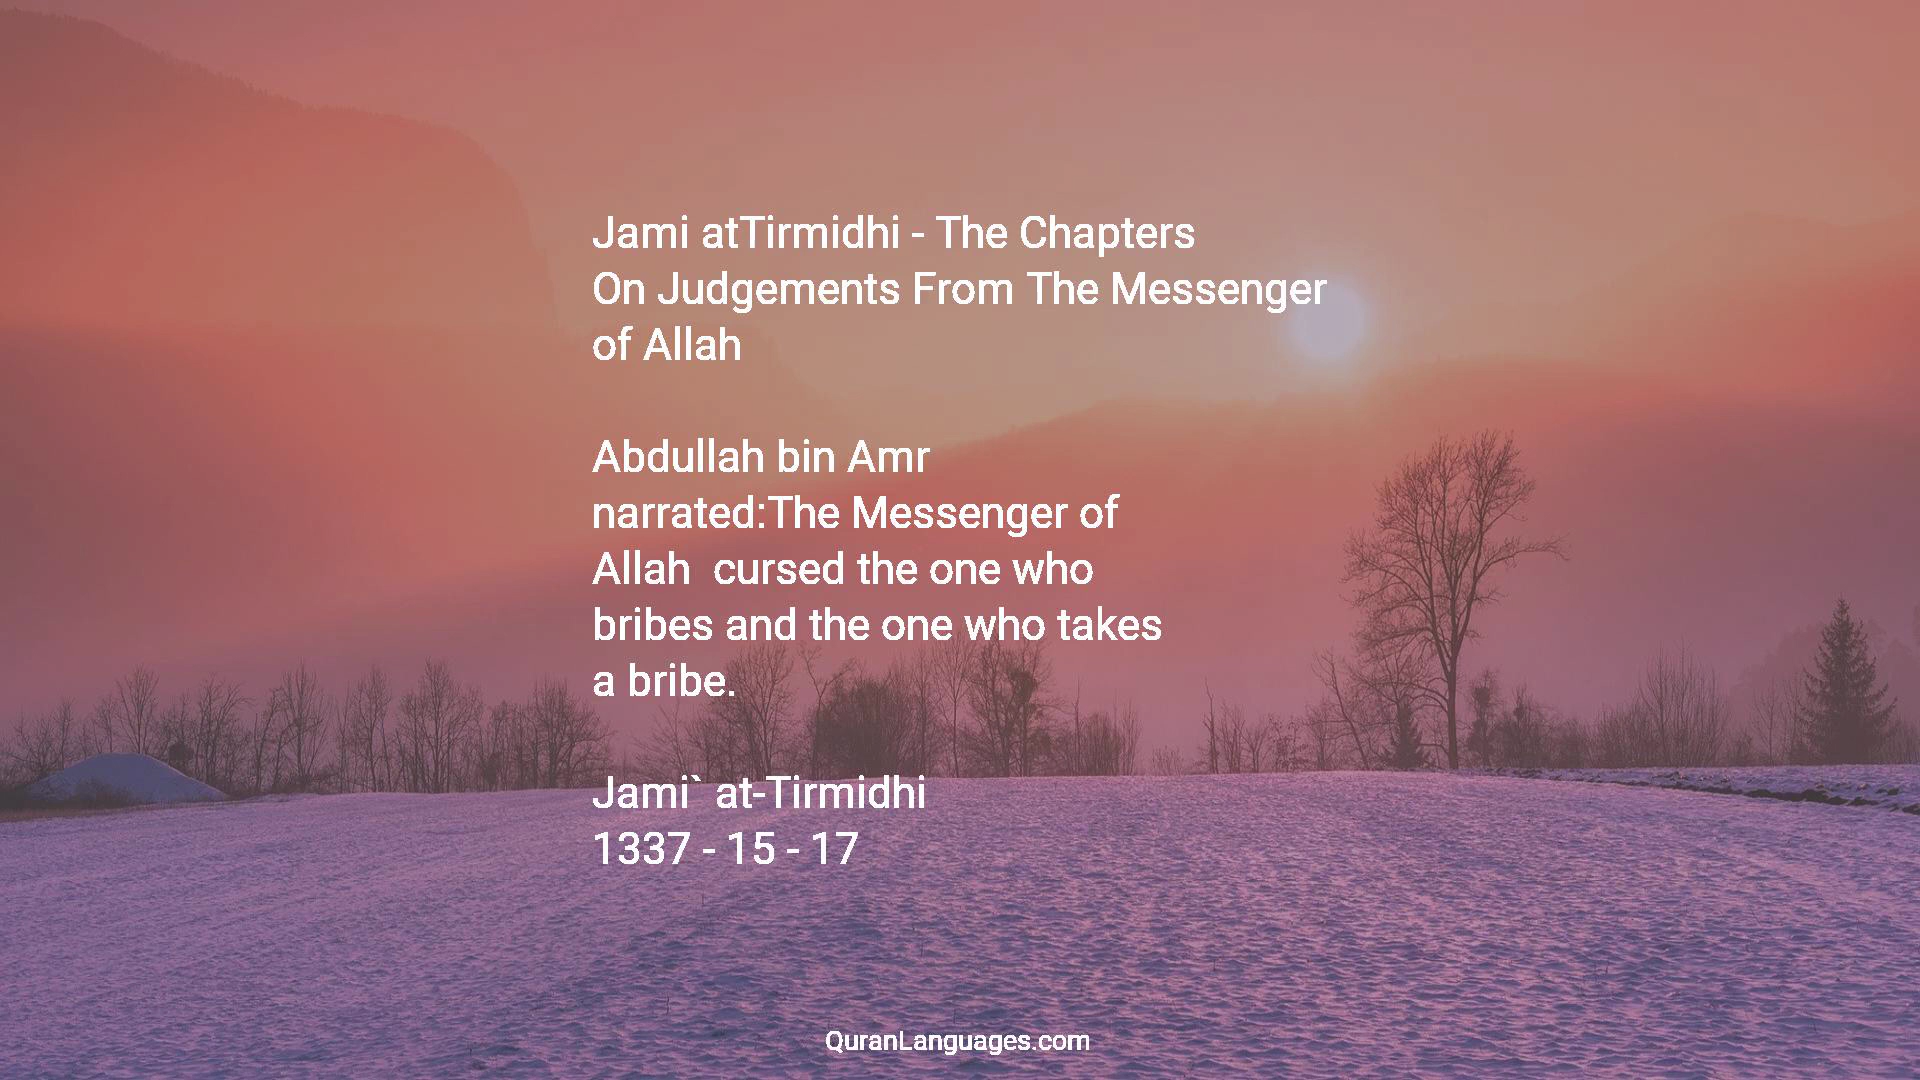 Jami atTirmidhi - The Chapters
On Judgements From The Messenger
of Allah
Abdullah bin Amr
narrated:The Messenger of
Allah  cursed the one who
bribes and the one who takes
a bribe.
Jami` at-Tirmidhi
1337 - 15 - 17
QuranLanguages.com